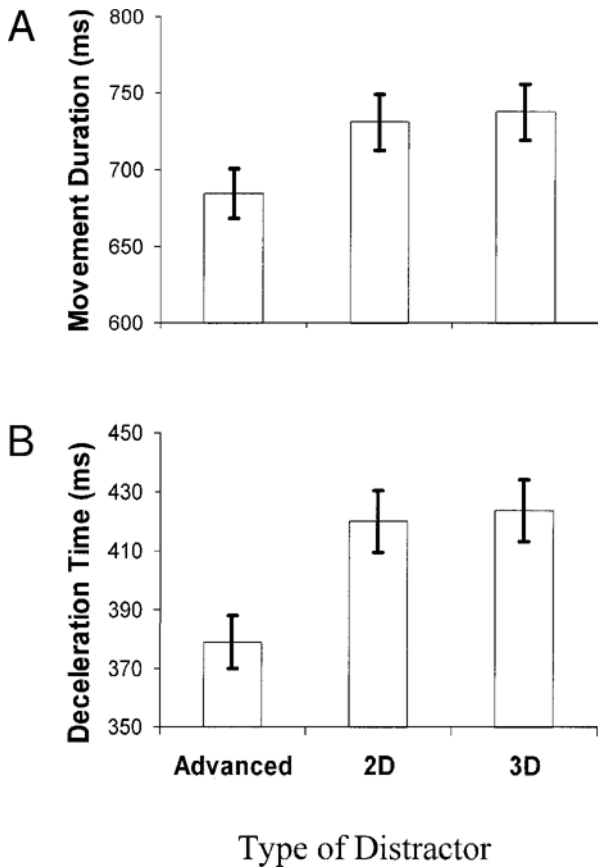 A
Movement Duration (ms)
800
750
700
650
600
B
Deceleration Time (ms)
450
430
410
390
370
350
Advanced 2D 3D
Type of Distractor